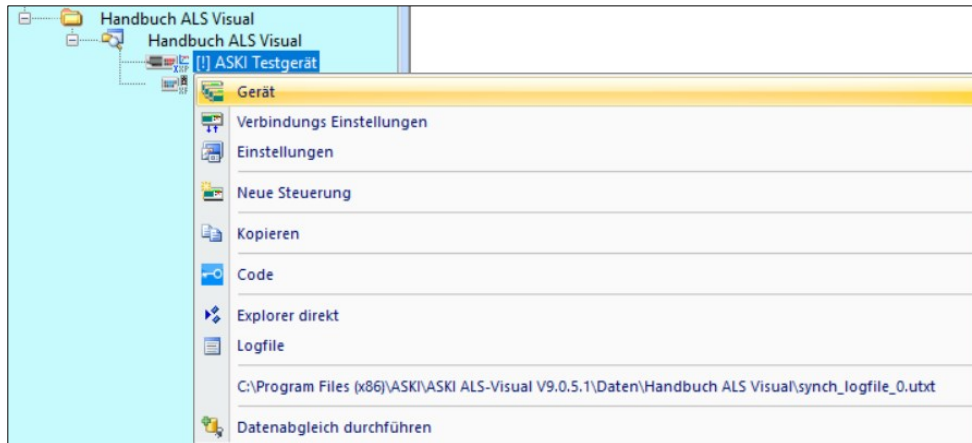 Handbuch ALS Visual
Handbuch ALS Visual
[!] ASKI Testgerät
Gerät
Verbindungs Einstellungen
Einstellungen
Neue Steuerung
Kopieren
Code
Explorer direkt
Logfile
C:\Program Files (x86)\ASKI\ASKI ALS-Visual V9.0.5.1\Daten\Handbuch ALS Visual\synch_logfile_0.utxt
Datenabgleich durchführen